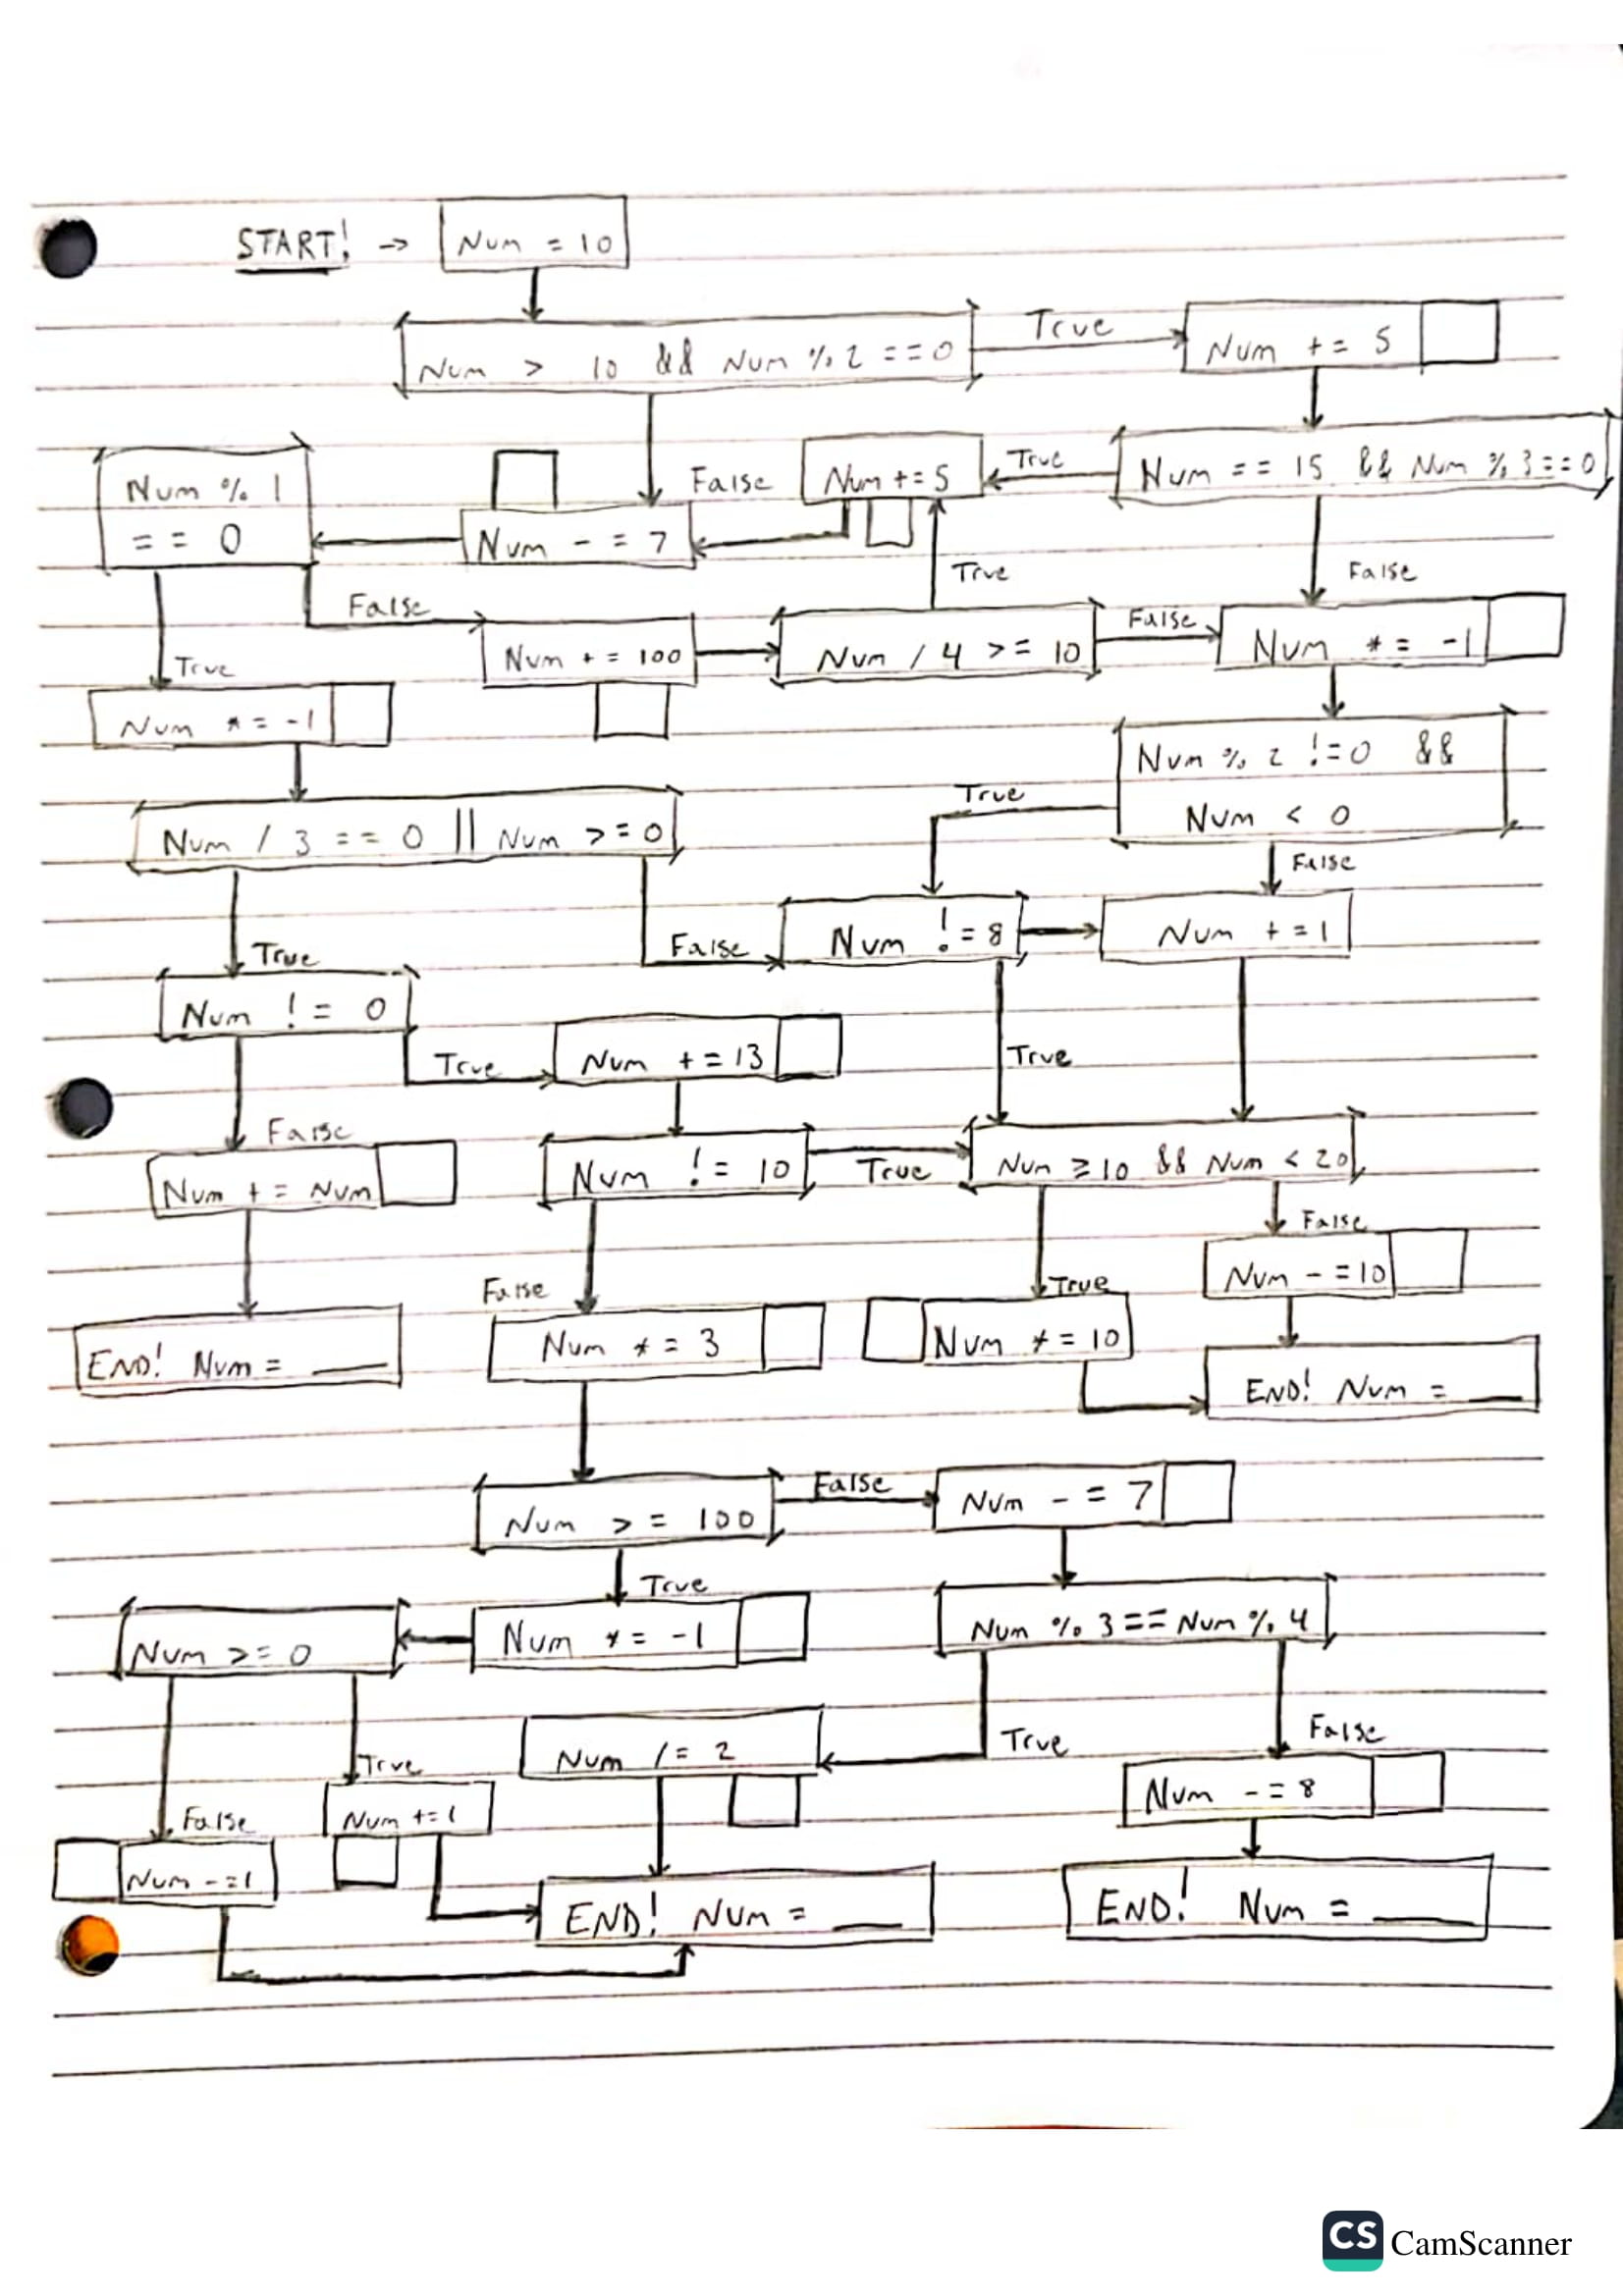 START! -> Num = 10
Num > 10 && Num % 2 == 0
True
Num += 5
Num % 1
== 0
False
Num += 5
True
Num == 15 && Num % 3 == 0
Num -= 7
True
False
False
Num += 100
Num / 4 >= 10
False
Num *= -1
True
Num *= -1
Num % 2 != 0 &&
Num < 0
True
Num / 3 == 0 || Num >= 0
False
True
False
Num != 8
Num += 1
Num != 0
True
Num += 13
True
False
Num += Num
Num != 10
True
Num ≥ 10 && Num < 20
False
Num -= 10
False
True
END! Num = ___
Num *= 3
Num *= 10
END! Num = ___
Num >= 100
False
Num -= 7
True
Num >= 0
Num *= -1
Num % 3 == Num % 4
True
False
Num /= 2
True
Num -= 8
False
Num += 1
Num -= 1
END! Num = ___
END! Num = ___
CS CamScanner